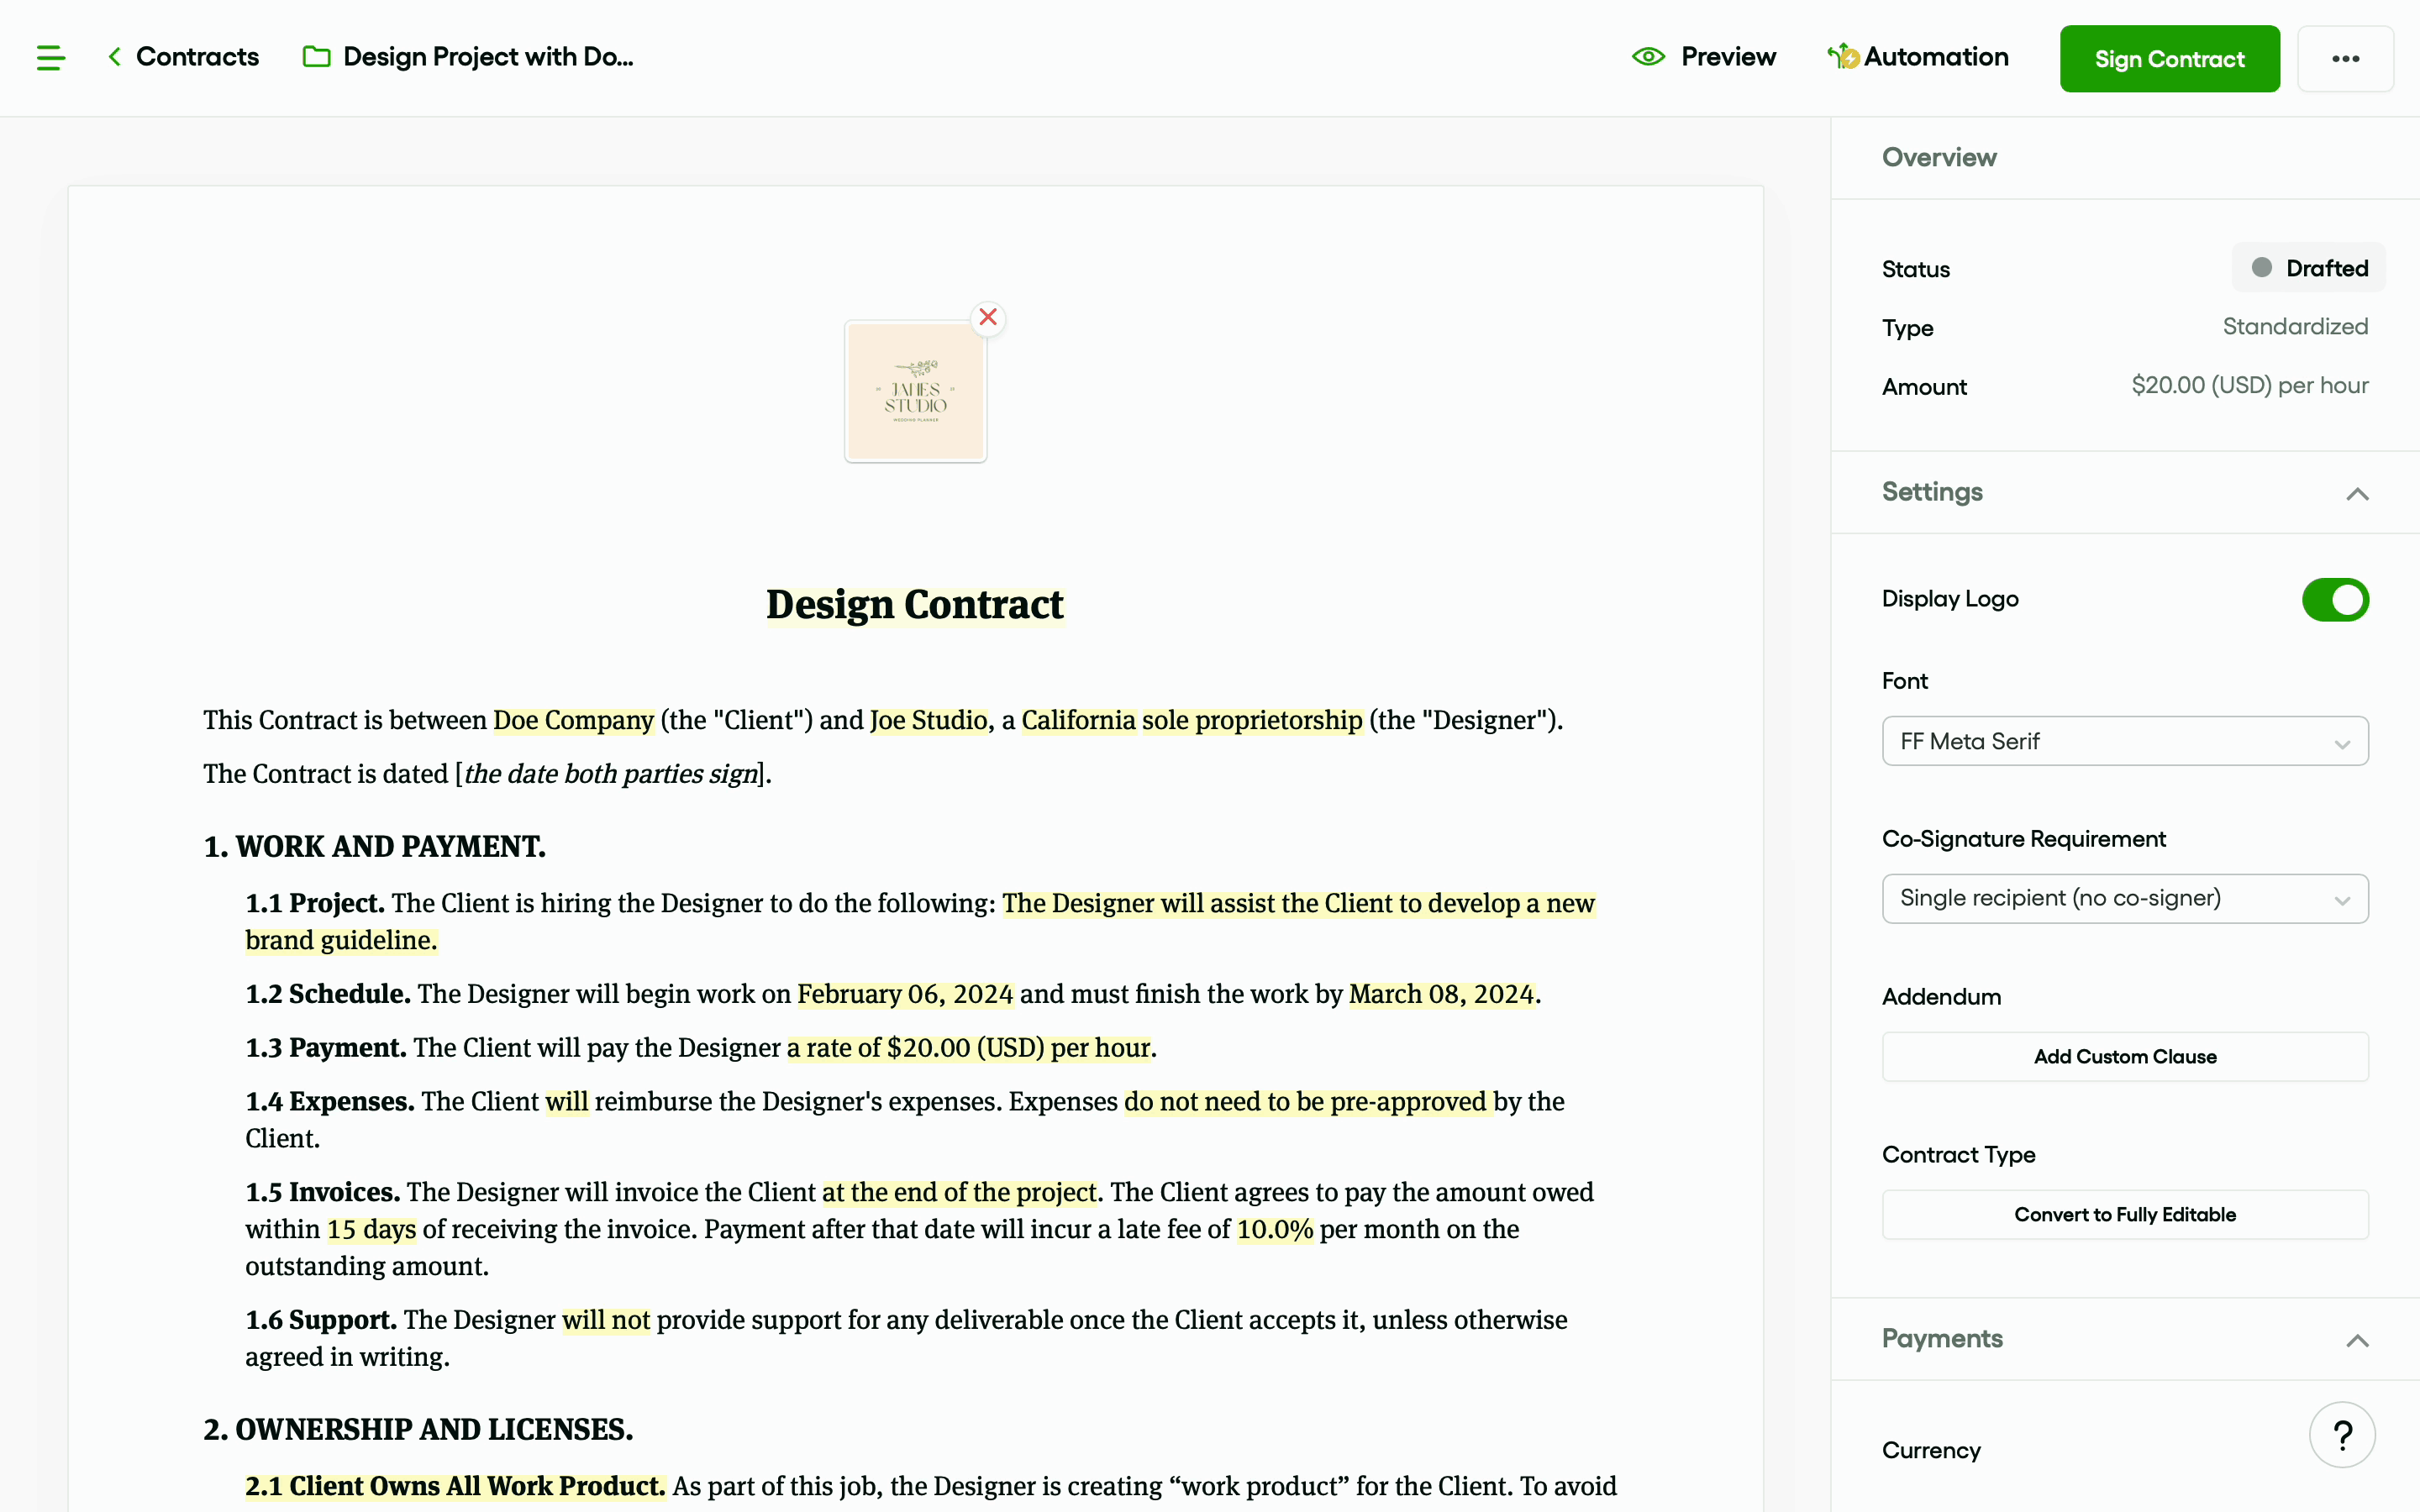 Contracts
Design Project with Do...
Preview
Automation
Sign Contract
Overview
Status
Drafted
Type
Standardized
Amount
$20.00 (USD) per hour
Settings
Display Logo
Font
FF Meta Serif
Co-Signature Requirement
Single recipient (no co-signer)
Addendum
Add Custom Clause
Contract Type
Convert to Fully Editable
Payments
Currency
?
JAMES
STUDIO
WEDDING PLANNER
Design Contract
This Contract is between Doe Company (the "Client") and Joe Studio, a California sole proprietorship (the "Designer").
The Contract is dated [the date both parties sign].
1. WORK AND PAYMENT.
1.1 Project. The Client is hiring the Designer to do the following: The Designer will assist the Client to develop a new
brand guideline.
1.2 Schedule. The Designer will begin work on February 06, 2024 and must finish the work by March 08, 2024.
1.3 Payment. The Client will pay the Designer a rate of $20.00 (USD) per hour.
1.4 Expenses. The Client will reimburse the Designer's expenses. Expenses do not need to be pre-approved by the
Client.
1.5 Invoices. The Designer will invoice the Client at the end of the project. The Client agrees to pay the amount owed
within 15 days of receiving the invoice. Payment after that date will incur a late fee of 10.0% per month on the
outstanding amount.
1.6 Support. The Designer will not provide support for any deliverable once the Client accepts it, unless otherwise
agreed in writing.
2. OWNERSHIP AND LICENSES.
2.1 Client Owns All Work Product. As part of this job, the Designer is creating “work product” for the Client. To avoid